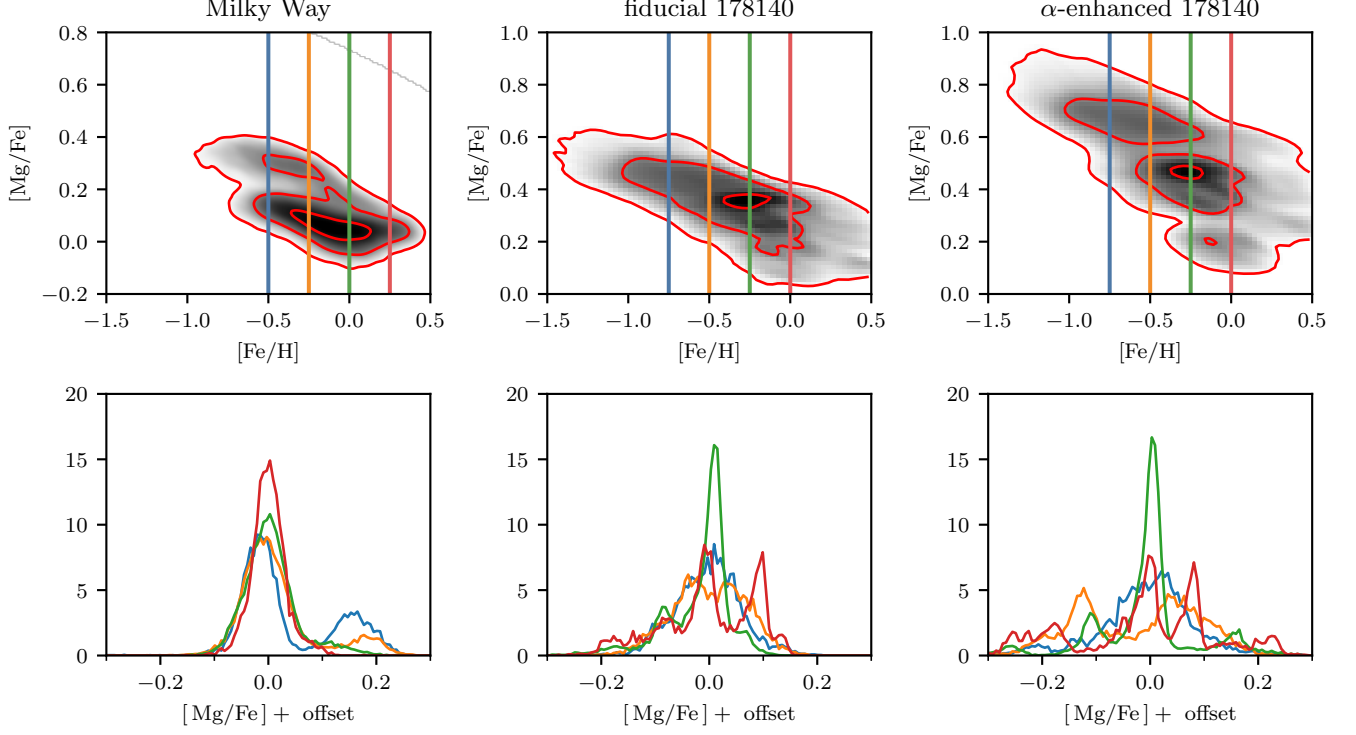 Milky Way
fiducial 178140
α-enhanced 178140
0.8
0.6
0.4
0.2
0.0
−0.2
[Mg/Fe]
−1.5 −1.0 −0.5 0.0 0.5
[Fe/H]
1.0
0.8
0.6
0.4
0.2
0.0
[Mg/Fe]
−1.5 −1.0 −0.5 0.0 0.5
[Fe/H]
1.0
0.8
0.6
0.4
0.2
0.0
[Mg/Fe]
−1.5 −1.0 −0.5 0.0 0.5
[Fe/H]
20
15
10
5
0
−0.2 0.0 0.2
[Mg/Fe] + offset
20
15
10
5
0
−0.2 0.0 0.2
[Mg/Fe] + offset
20
15
10
5
0
−0.2 0.0 0.2
[Mg/Fe] + offset